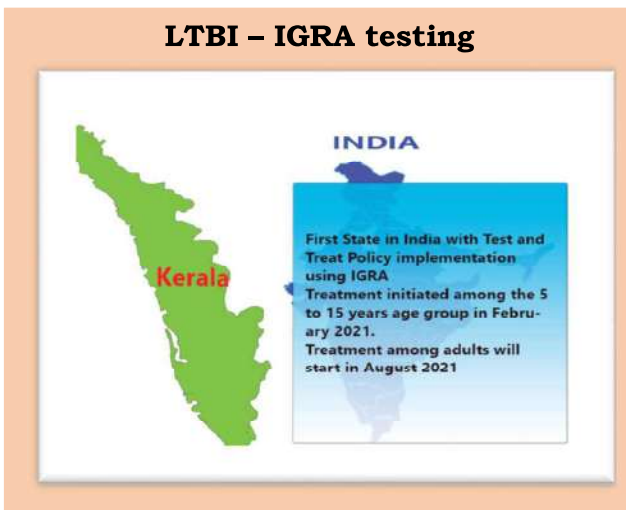 LTBI – IGRA testing
INDIA
Kerala
First State in India with Test and
Treat Policy implementation
using IGRA
Treatment initiated among the 5
to 15 years age group in Febru-
ary 2021.
Treatment among adults will
start in August 2021